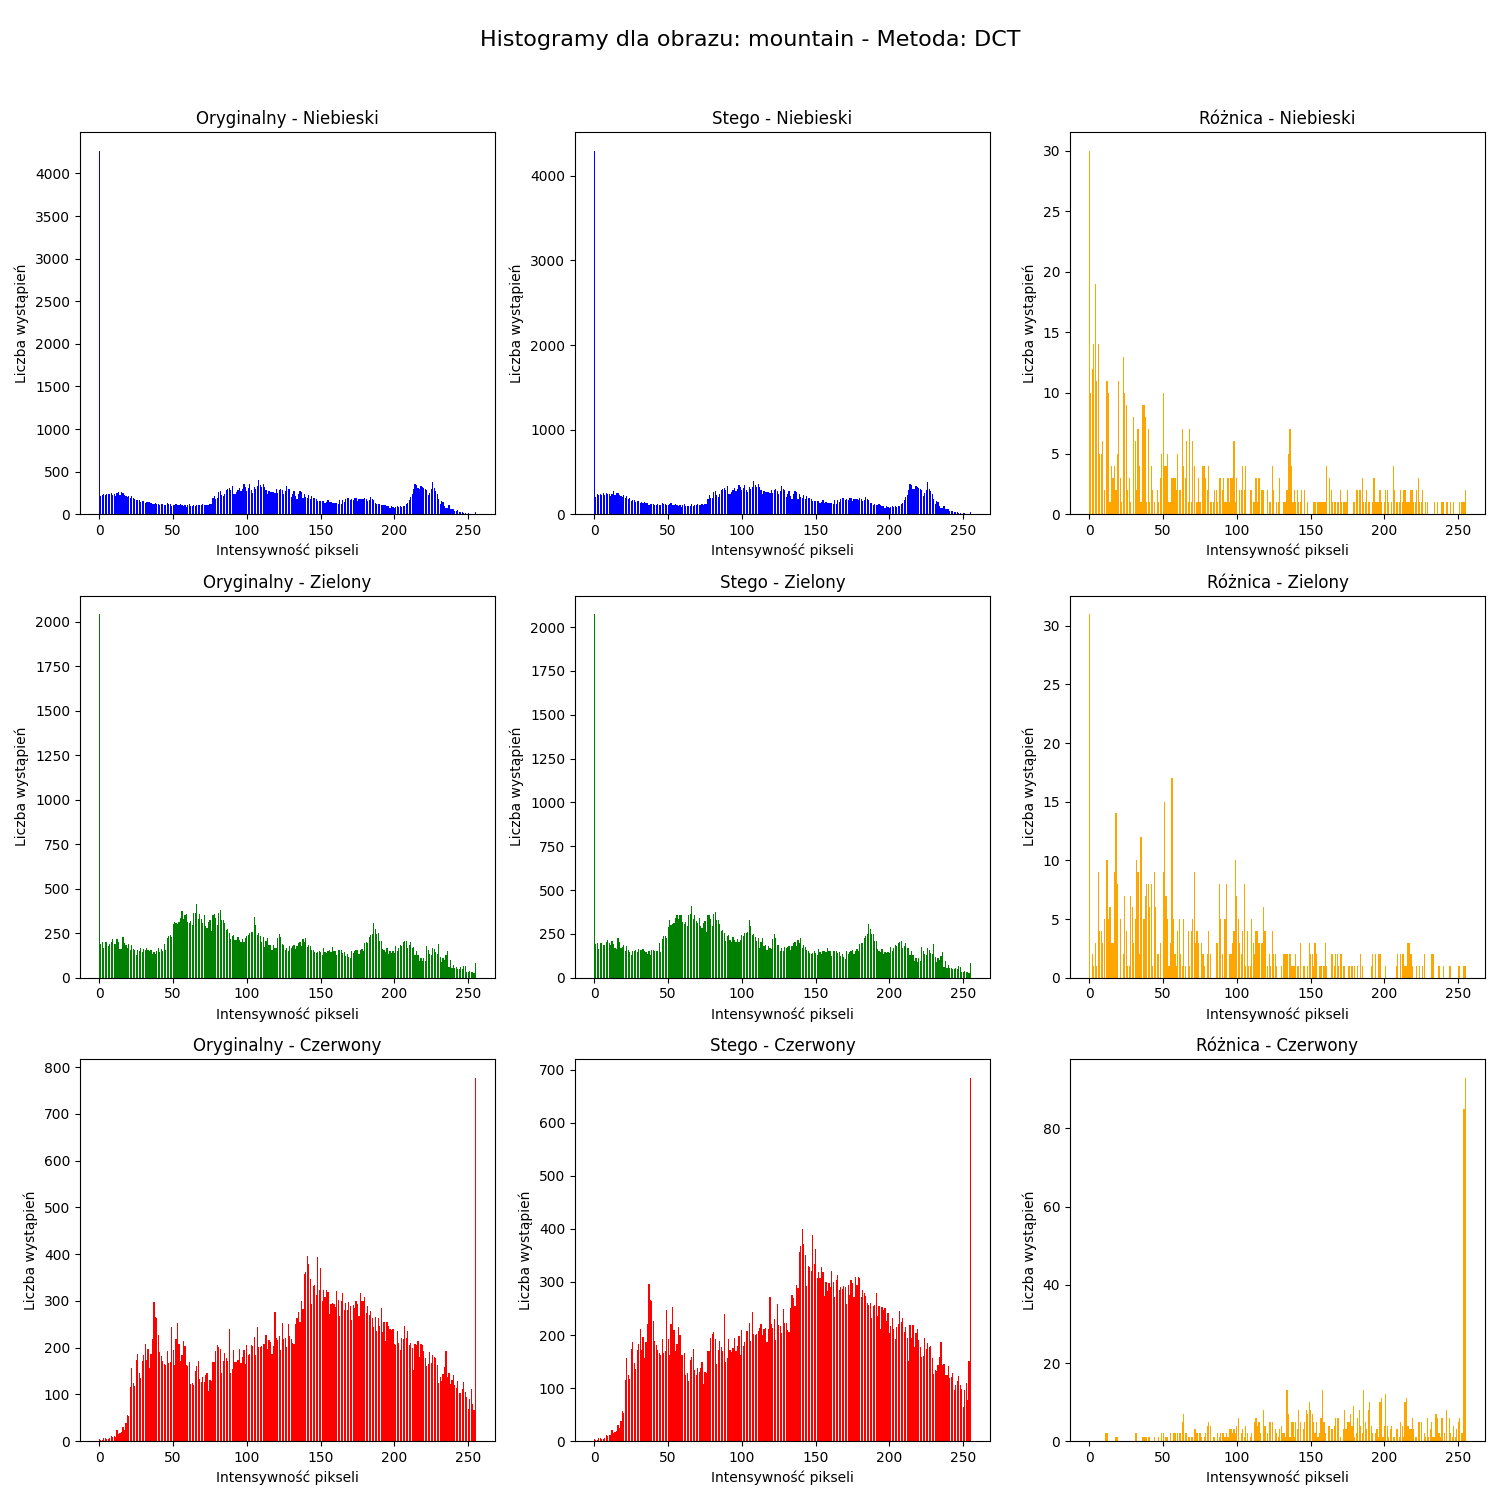 Histogramy dla obrazu: mountain - Metoda: DCT
Oryginalny - Niebieski
Stego - Niebieski
Różnica - Niebieski
Liczba wystąpień
0
500
1000
1500
2000
2500
3000
3500
4000
0 50 100 150 200 250
Intensywność pikseli
Liczba wystąpień
0
1000
2000
3000
4000
0 50 100 150 200 250
Intensywność pikseli
Liczba wystąpień
0
5
10
15
20
25
30
0 50 100 150 200 250
Intensywność pikseli
Oryginalny - Zielony
Stego - Zielony
Różnica - Zielony
Liczba wystąpień
0
250
500
750
1000
1250
1500
1750
2000
0 50 100 150 200 250
Intensywność pikseli
Liczba wystąpień
0
250
500
750
1000
1250
1500
1750
2000
0 50 100 150 200 250
Intensywność pikseli
Liczba wystąpień
0
5
10
15
20
25
30
0 50 100 150 200 250
Intensywność pikseli
Oryginalny - Czerwony
Stego - Czerwony
Różnica - Czerwony
Liczba wystąpień
0
100
200
300
400
500
600
700
800
0 50 100 150 200 250
Intensywność pikseli
Liczba wystąpień
0
100
200
300
400
500
600
700
0 50 100 150 200 250
Intensywność pikseli
Liczba wystąpień
0
20
40
60
80
0 50 100 150 200 250
Intensywność pikseli